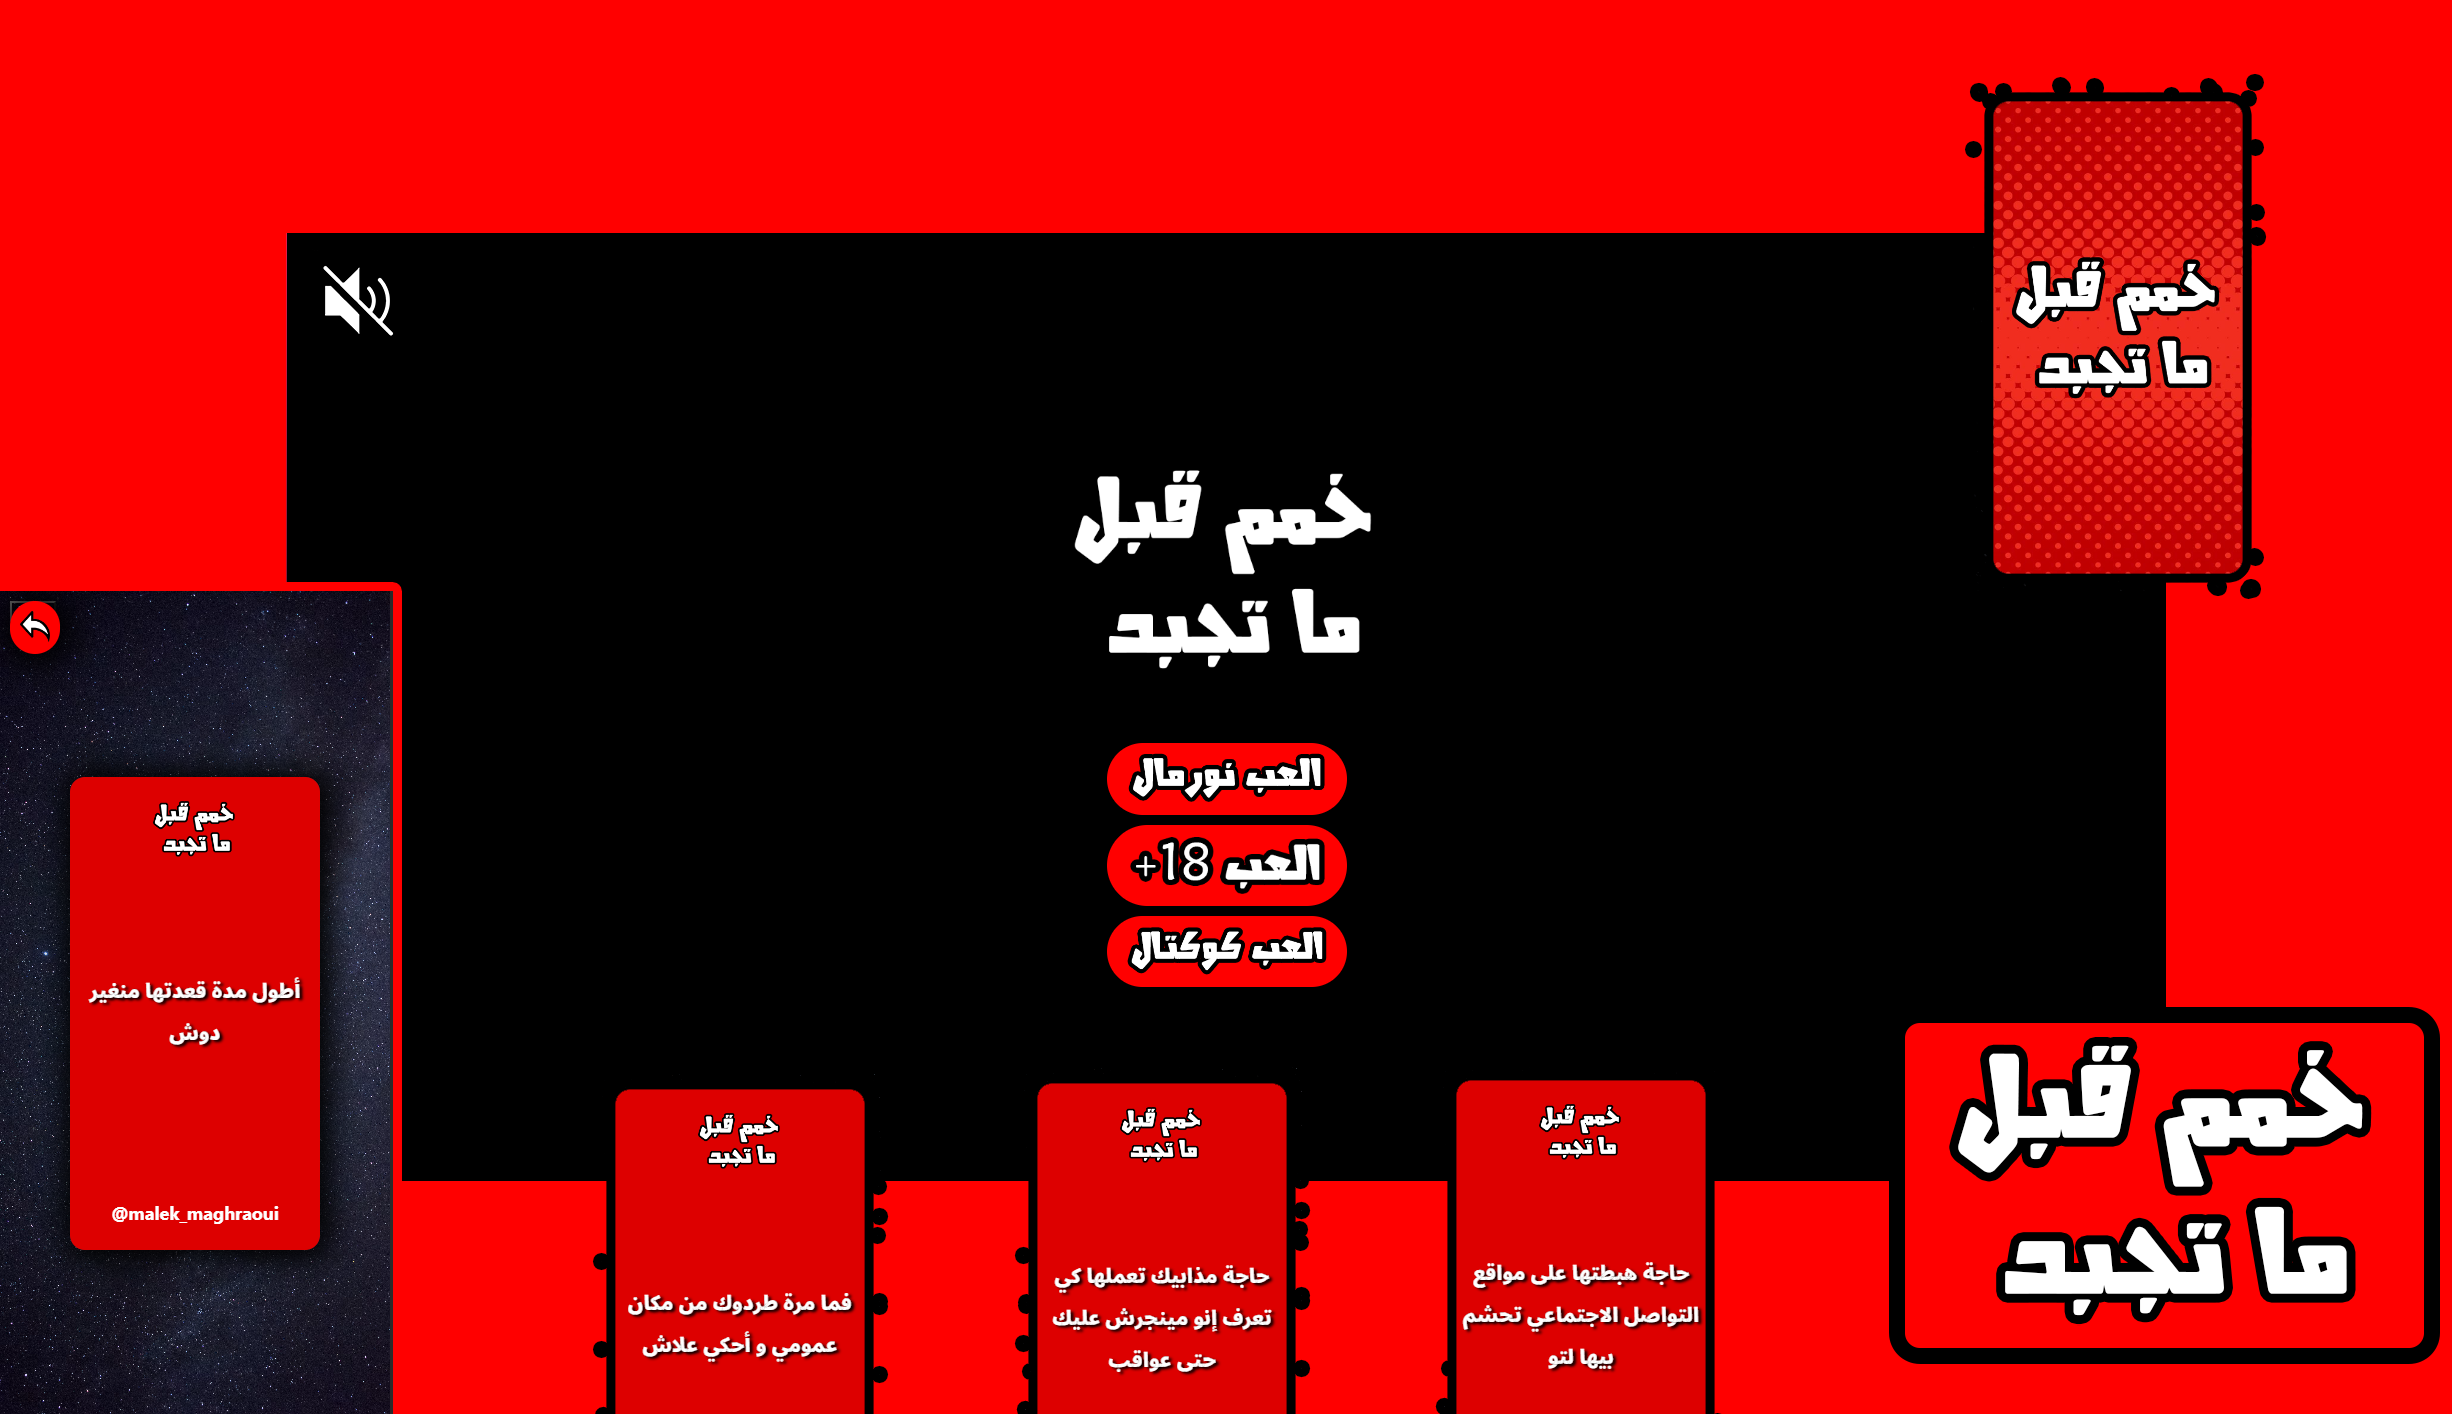 خمم قبل
ما تجبد
خمم قبل
ما تجبد
العب نورمال
العب 18+
العب كوكتال
خمم قبل
ما تجبد
أطول مدة قعدتها منغير
دوش
@malek_maghraoui
خمم قبل
ما تجبد
فما مرة طردوك من مكان
عمومي و أحكي علاش
خمم قبل
ما تجبد
حاجة مذابيك تعملها كي
تعرف إنو مينجرش عليك
حتى عواقب
خمم قبل
ما تجبد
حاجة هبطتها على مواقع
التواصل الاجتماعي تحشم
بيها لتو
خمم قبل
ما تجبد